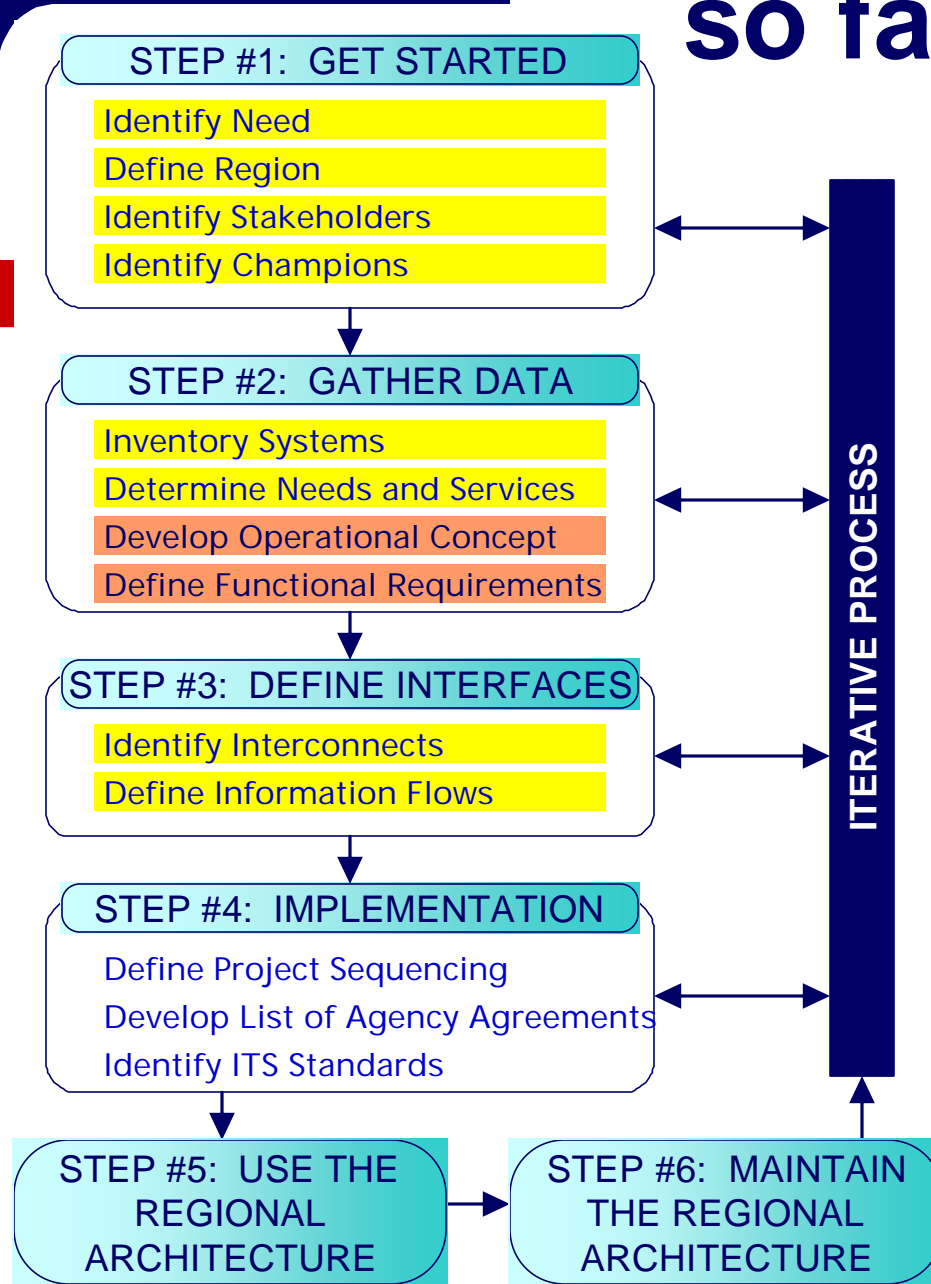 so fa
STEP #1: GET STARTED
Identify Need
Define Region
Identify Stakeholders
Identify Champions
STEP #2: GATHER DATA
Inventory Systems
Determine Needs and Services
Develop Operational Concept
Define Functional Requirements
STEP #3: DEFINE INTERFACES
Identify Interconnects
Define Information Flows
STEP #4: IMPLEMENTATION
Define Project Sequencing
Develop List of Agency Agreements
Identify ITS Standards
ITERATIVE PROCESS
STEP #5: USE THE
REGIONAL
ARCHITECTURE
STEP #6: MAINTAIN
THE REGIONAL
ARCHITECTURE